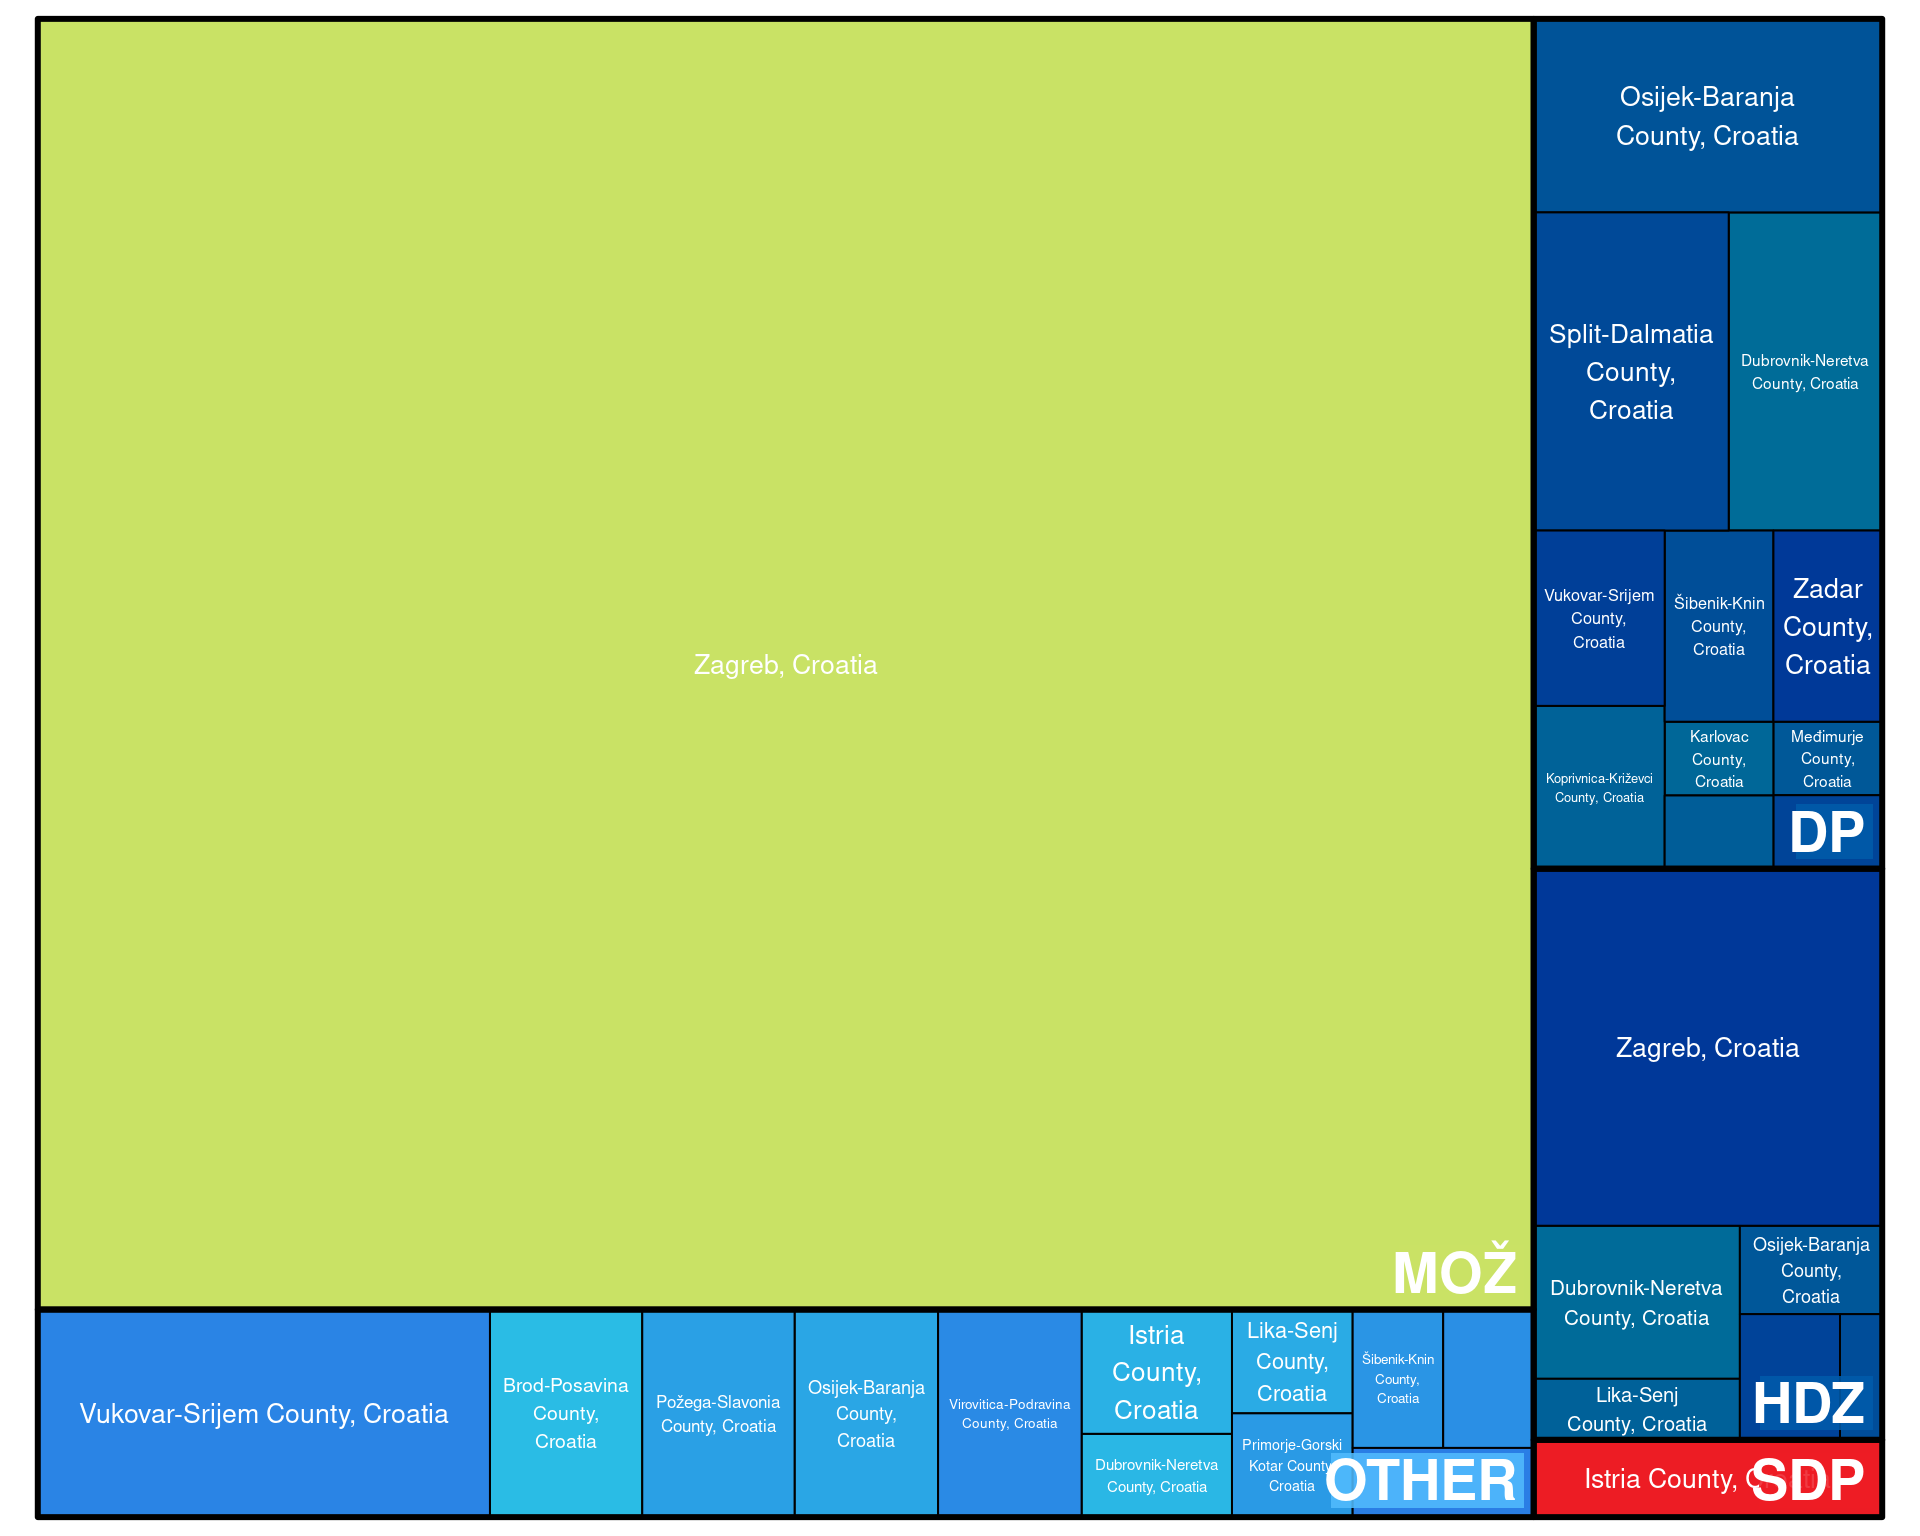 Zagreb, Croatia
MOŽ
Vukovar-Srijem County, Croatia
Brod-Posavina
County,
Croatia
Požega-Slavonia
County, Croatia
Osijek-Baranja
County,
Croatia
Virovitica-Podravina
County, Croatia
Istria
County,
Croatia
Dubrovnik-Neretva
County, Croatia
Lika-Senj
County,
Croatia
Primorje-Gorski
Kotar County,
Croatia
Šibenik-Knin
County,
Croatia
OTHER
Osijek-Baranja
County, Croatia
Split-Dalmatia
County,
Croatia
Dubrovnik-Neretva
County, Croatia
Vukovar-Srijem
County,
Croatia
Šibenik-Knin
County,
Croatia
Zadar
County,
Croatia
Koprivnica-Križevci
County, Croatia
Karlovac
County,
Croatia
Međimurje
County,
Croatia
DP
Zagreb, Croatia
Dubrovnik-Neretva
County, Croatia
Osijek-Baranja
County,
Croatia
Lika-Senj
County, Croatia
HDZ
Istria County,
SDP